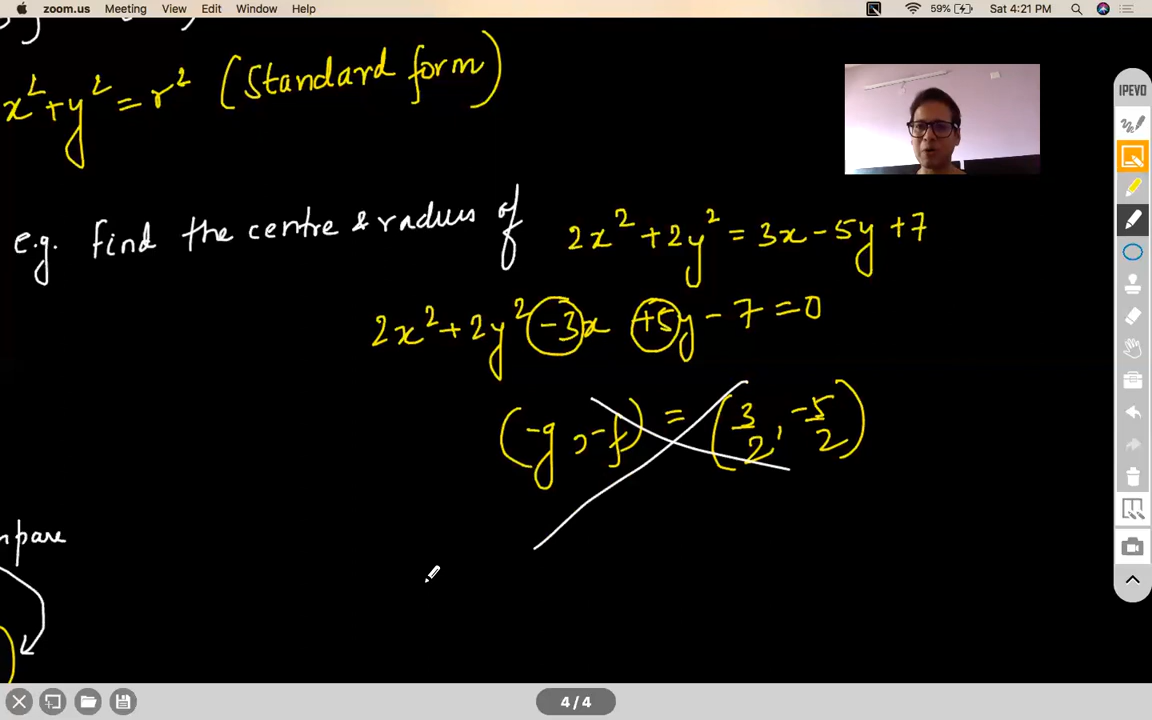 zoom.us Meeting View Edit Window Help 59% Sat 4:21 PM
x² + y² = r² (Standard form)
IPEVO
e.g. find the centre & radius of 2x² + 2y² = 3x - 5y + 7
2x² + 2y² -3x +5y - 7 = 0
(-g, -f) = (3/2, -5/2)
mpare
4/4